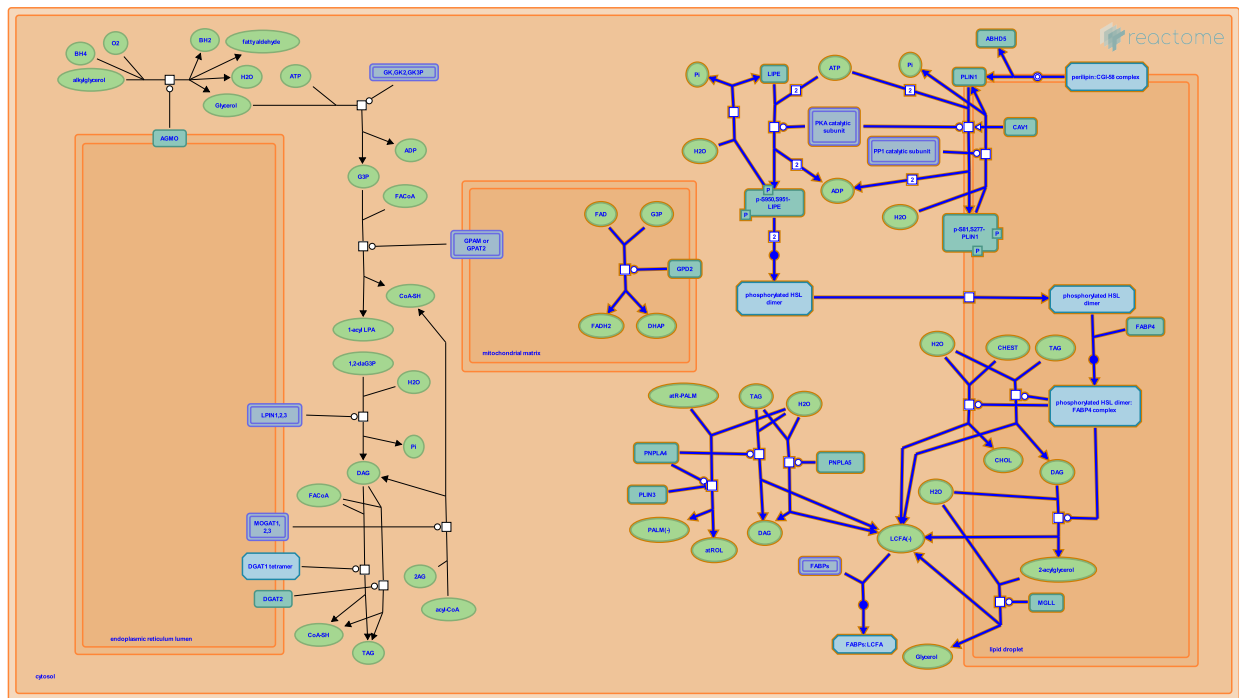 reactome
BH4
O2
BH2
fatty aldehyde
alkylglycerol
H2O
Glycerol
ATP
GK,GK2,GK3P
AGMO
ADP
G3P
FACoA
GPAM or
GPAT2
CoA-SH
1-acyl LPA
1,2-daG3P
H2O
LPIN1,2,3
Pi
DAG
FACoA
MOGAT1,
2,3
DGAT1 tetramer
DGAT2
2AG
acyl-CoA
CoA-SH
TAG
endoplasmic reticulum lumen
cytosol
FAD
G3P
GPD2
FADH2
DHAP
mitochondrial matrix
Pi
LIPE
ATP
Pi
PLIN1
ABHD5
perilipin:CGI-58 complex
2
2
PKA catalytic
subunit
CAV1
PP1 catalytic subunit
H2O
2
2
ADP
H2O
P
p-S950,S951-
LIPE
P
p-S81,S277-
PLIN1
P
P
2
phosphorylated HSL
dimer
phosphorylated HSL
dimer
FABP4
H2O
CHEST
TAG
phosphorylated HSL dimer:
FABP4 complex
atR-PALM
TAG
H2O
PNPLA4
PNPLA5
PLIN3
PALM(-)
atROL
DAG
CHOL
DAG
H2O
LCFA(-)
FABPs
2-acylglycerol
MGLL
FABPs:LCFA
Glycerol
lipid droplet